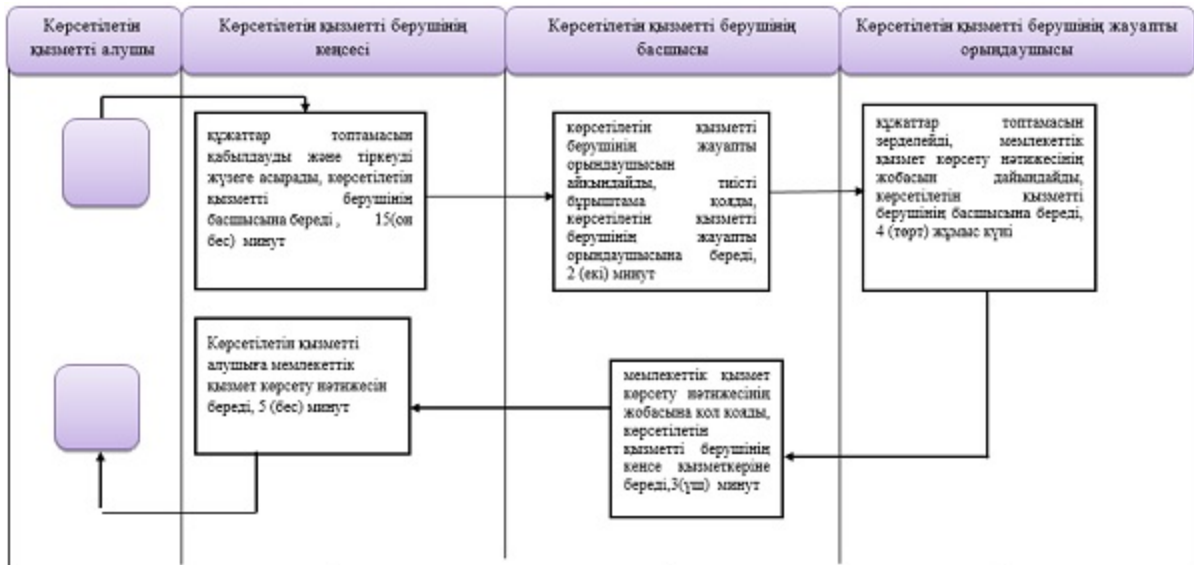 Көрсетілетін
қызметті алушы
Көрсетілетін қызметті берушінің
кеңсесі
Көрсетілетін қызметті берушінің
басшысы
Көрсетілетін қызметті берушінің жауапты
орындаушысы
құжаттар топтамасын
қабылдауды және тіркеуді
жүзеге асырады, көрсетілетін
қызметті берушінің
басшысына береді , 15(он
бес) минут
көрсетілетін қызметті
берушінің жауапты
орындаушысын
айқындайды, тиісті
бұрыштама қояды,
көрсетілетін қызметті
берушінің жауапты
орындаушысына береді,
2 (екі) минут
құжаттар топтамасын
зерделейді, мемлекеттік
қызмет көрсету нәтижесінің
жобасын дайындайды,
көрсетілетін қызметті
берушінің басшысына береді,
4 (төрт) жұмыс күні
Көрсетілетін қызметті
алушыға мемлекеттік
қызмет көрсету нәтижесін
береді, 5 (бес) минут
мемлекеттік қызмет
көрсету нәтижесінің
жобасына қол қояды,
көрсетілетін
қызметті берушінің
кеңсе қызметкеріне
береді,3(үш) минут